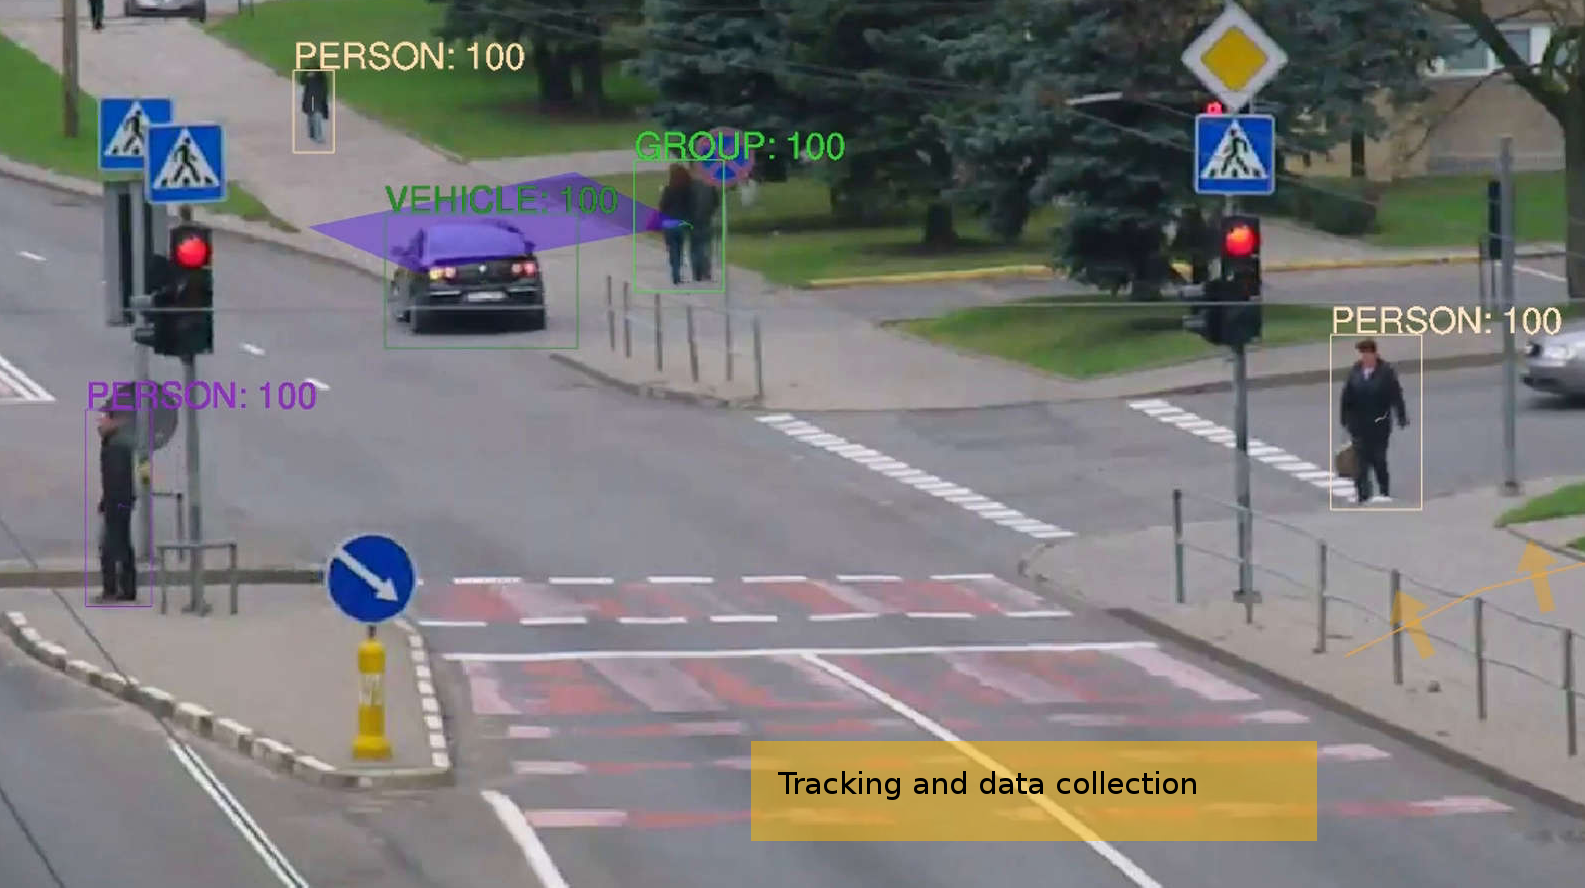 PERSON: 100
GROUP: 100
VEHICLE: 100
PERSON: 100
PERSON: 100
Tracking and data collection